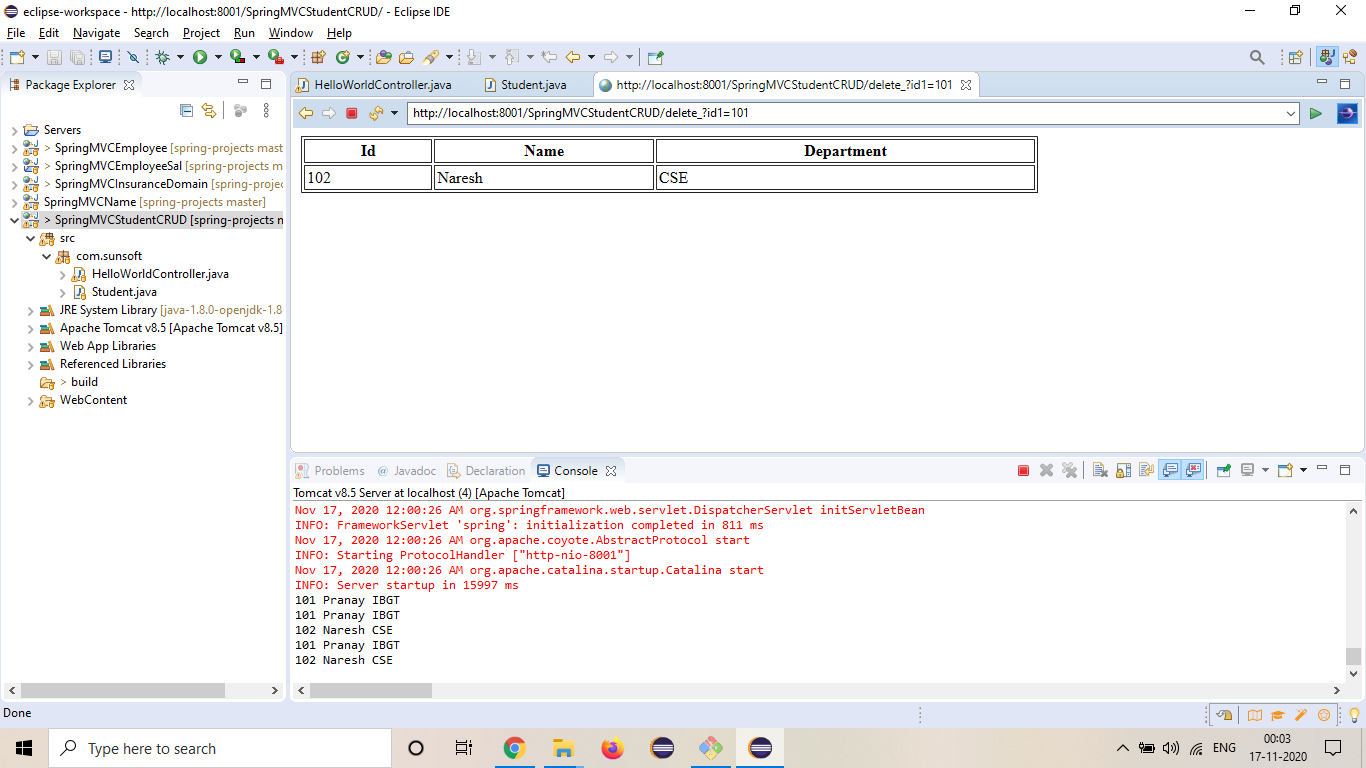 eclipse-workspace - http://localhost:8001/SpringMVCStudentCRUD/ - Eclipse IDE
File Edit Navigate Search Project Run Window Help
Package Explorer
HelloWorldController.java Student.java http://localhost:8001/SpringMVCStudentCRUD/delete_?id1=101
http://localhost:8001/SpringMVCStudentCRUD/delete_?id1=101
Servers
> SpringMVCEmployee [spring-projects mast
> SpringMVCEmployeeSal [spring-projects m
> SpringMVCInsuranceDomain [spring-projec
SpringMVCName [spring-projects master]
> SpringMVCStudentCRUD [spring-projects n
src
com.sunsoft
HelloWorldController.java
Student.java
JRE System Library [java-1.8.0-openjdk-1.8
Apache Tomcat v8.5 [Apache Tomcat v8.5]
Web App Libraries
Referenced Libraries
> build
WebContent
Id Name Department
102 Naresh CSE
Problems @ Javadoc Declaration Console
Tomcat v8.5 Server at localhost (4) [Apache Tomcat]
Nov 17, 2020 12:00:26 AM org.springframework.web.servlet.DispatcherServlet initServletBean
INFO: FrameworkServlet 'spring': initialization completed in 811 ms
Nov 17, 2020 12:00:26 AM org.apache.coyote.AbstractProtocol start
INFO: Starting ProtocolHandler ["http-nio-8001"]
Nov 17, 2020 12:00:26 AM org.apache.catalina.startup.Catalina start
INFO: Server startup in 15997 ms
101 Pranay IBGT
101 Pranay IBGT
102 Naresh CSE
101 Pranay IBGT
102 Naresh CSE
Done
Type here to search
ENG
00:03
17-11-2020